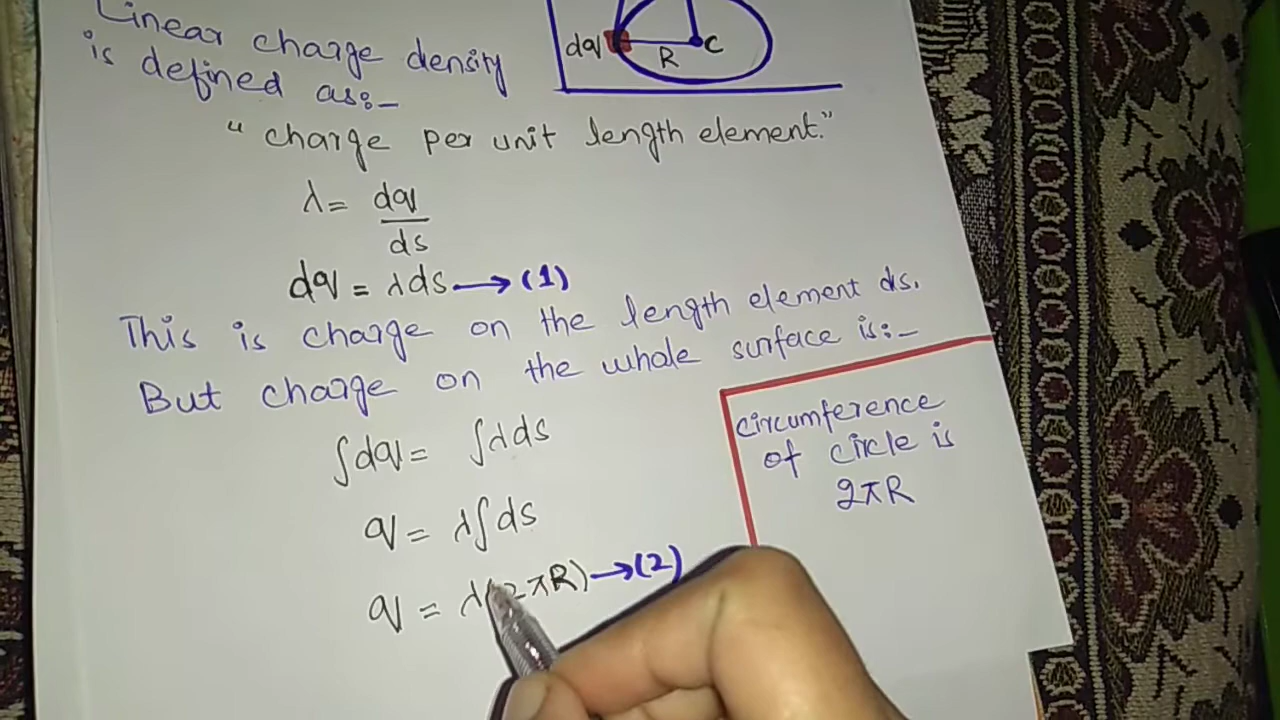 Linear charge density
is defined as:-
dq
R
C
“charge per unit length element.”
λ = dq
ds
dq = λds → (1)
This is charge on the length element ds.
But charge on the whole surface is:-
∫dq = ∫λds
q = λ∫ds
q = λ(2πR) → (2)
circumference
of circle is
2πR